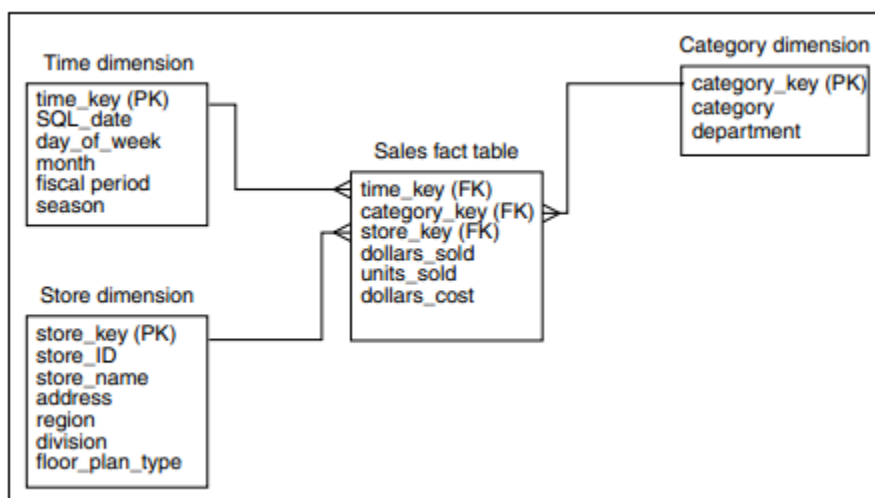 Time dimension
time_key (PK)
SQL_date
day_of_week
month
fiscal period
season
Category dimension
category_key (PK)
category
department
Sales fact table
time_key (FK)
category_key (FK)
store_key (FK)
dollars_sold
units_sold
dollars_cost
Store dimension
store_key (PK)
store_ID
store_name
address
region
division
floor_plan_type